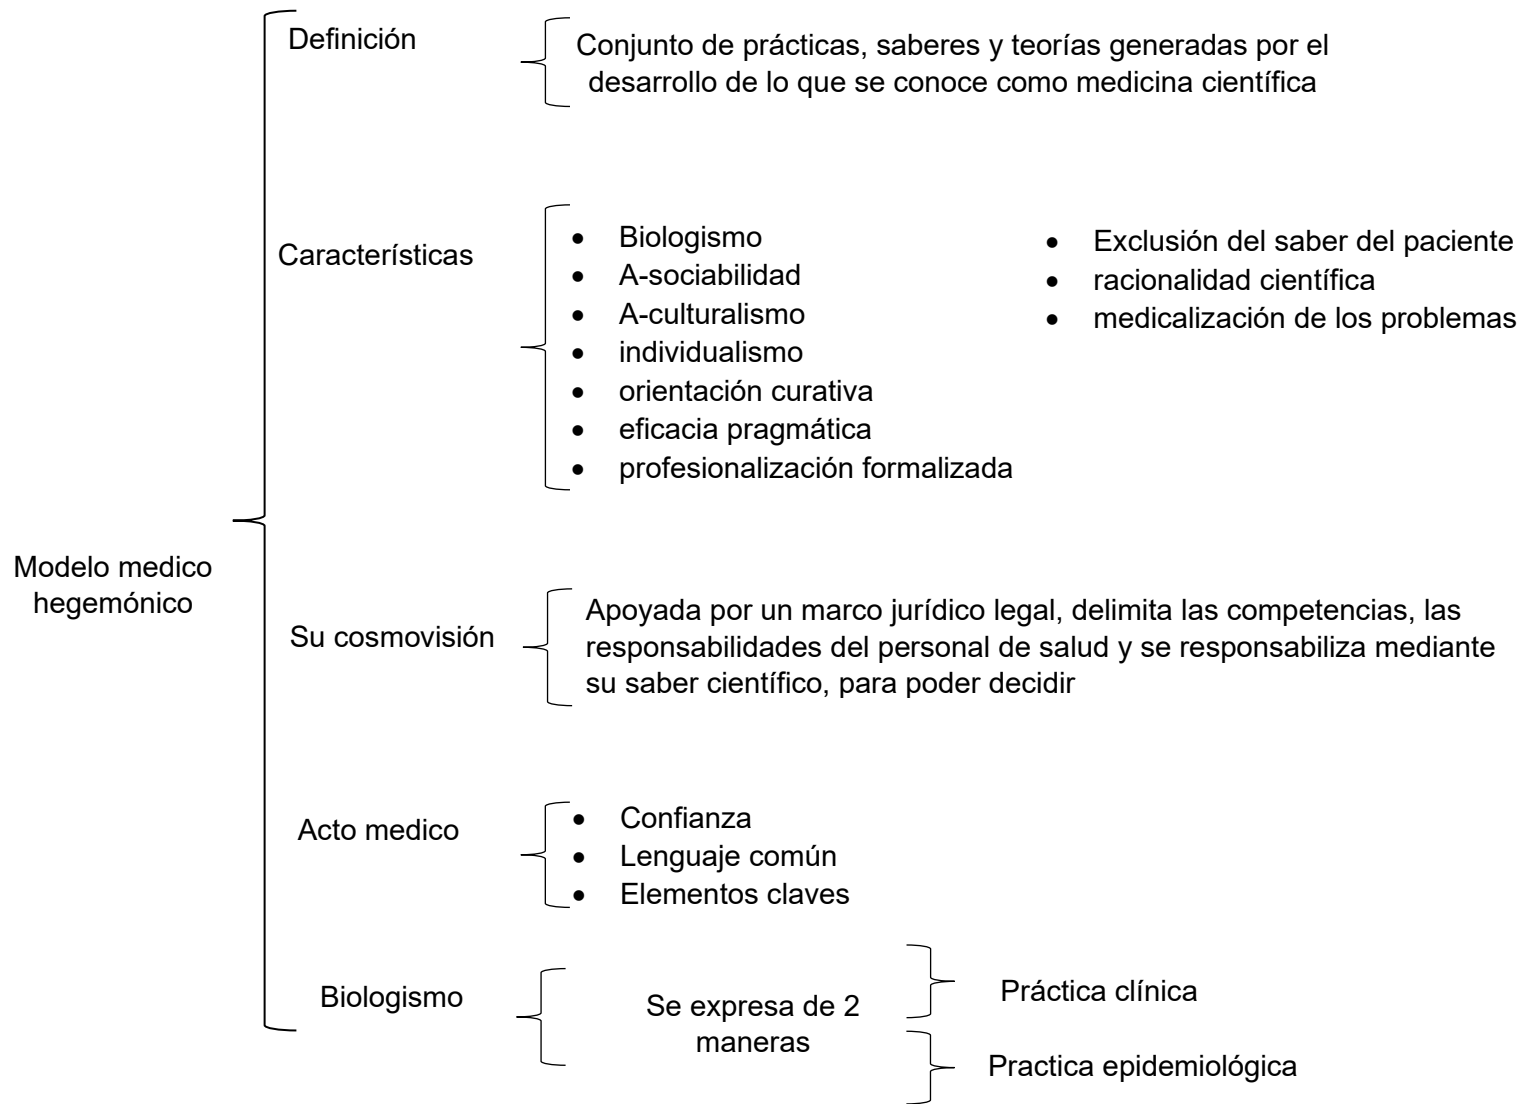 Modelo medico
hegemónico
Definición
Conjunto de prácticas, saberes y teorías generadas por el
desarrollo de lo que se conoce como medicina científica
Características
• Biologismo
• A-sociabilidad
• A-culturalismo
• individualismo
• orientación curativa
• eficacia pragmática
• profesionalización formalizada
• Exclusión del saber del paciente
• racionalidad científica
• medicalización de los problemas
Su cosmovisión
Apoyada por un marco jurídico legal, delimita las competencias, las
responsabilidades del personal de salud y se responsabiliza mediante
su saber científico, para poder decidir
Acto medico
• Confianza
• Lenguaje común
• Elementos claves
Biologismo
Se expresa de 2
maneras
Práctica clínica
Practica epidemiológica